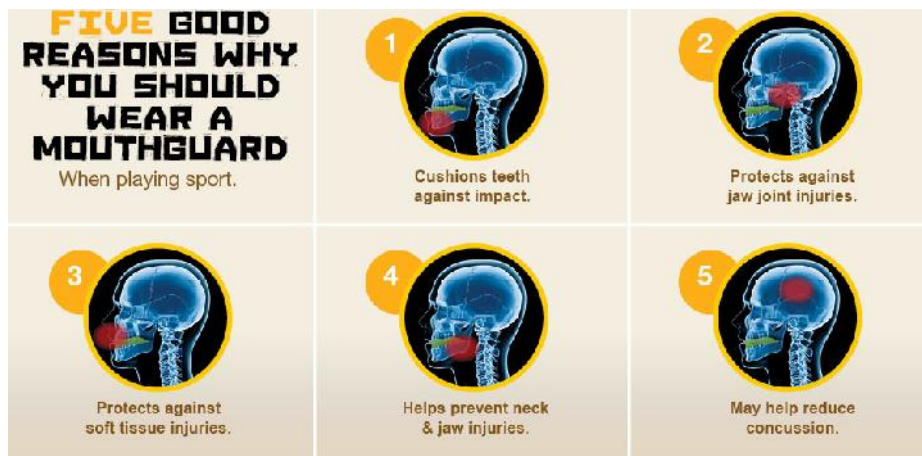 FIVE GOOD
REASONS WHY
YOU SHOULD
WEAR A
MOUTHGUARD
When playing sport.
1
Cushions teeth
against impact.
2
Protects against
jaw joint injuries.
3
Protects against
soft tissue injuries.
4
Helps prevent neck
& jaw injuries.
5
May help reduce
concussion.